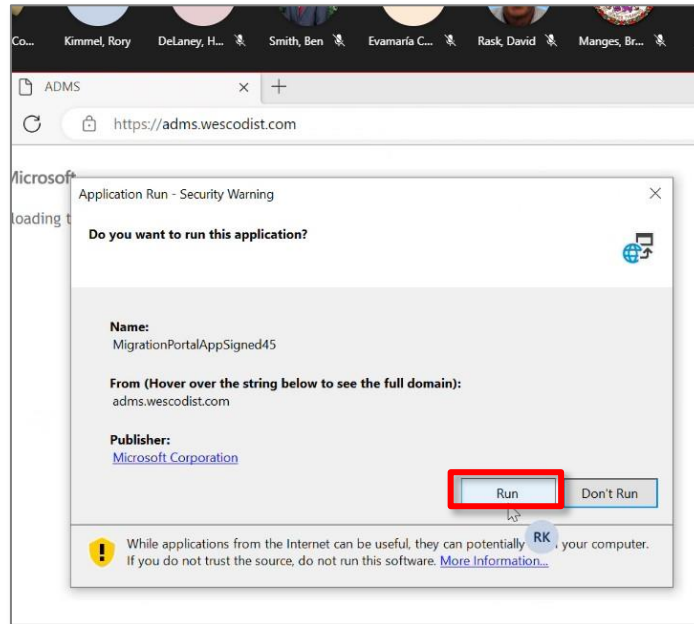 Co... Kimmel, Rory DeLaney, H... Smith, Ben Evamaría C... Rask, David Manges, Br...
ADMS
https://adms.wescodist.com
Microsoft
loading t
Application Run - Security Warning
Do you want to run this application?
Name:
MigrationPortalAppSigned45
From (Hover over the string below to see the full domain):
adms.wescodist.com
Publisher:
Microsoft Corporation
Run Don't Run
While applications from the Internet can be useful, they can potentially RK your computer.
If you do not trust the source, do not run this software. More Information...